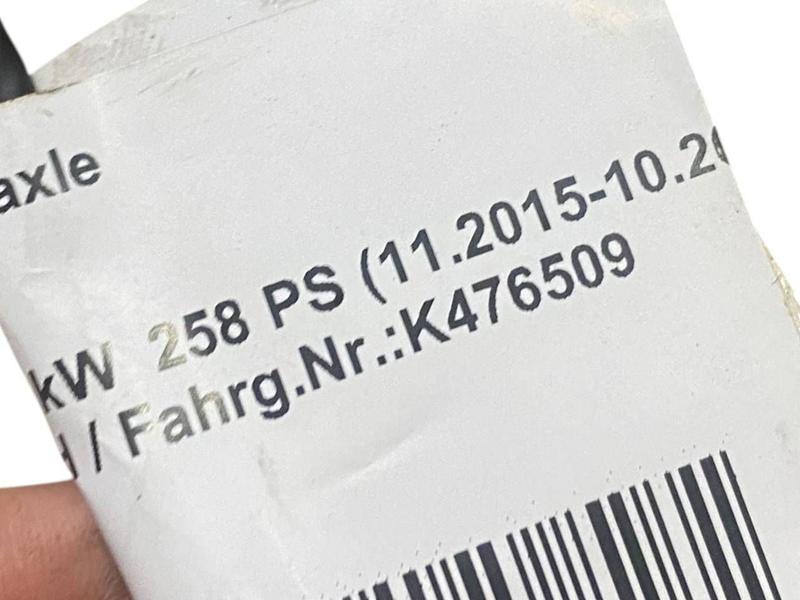 axle
kW 258 PS (11.2015-10.20
/ Fahrg.Nr.:K476509